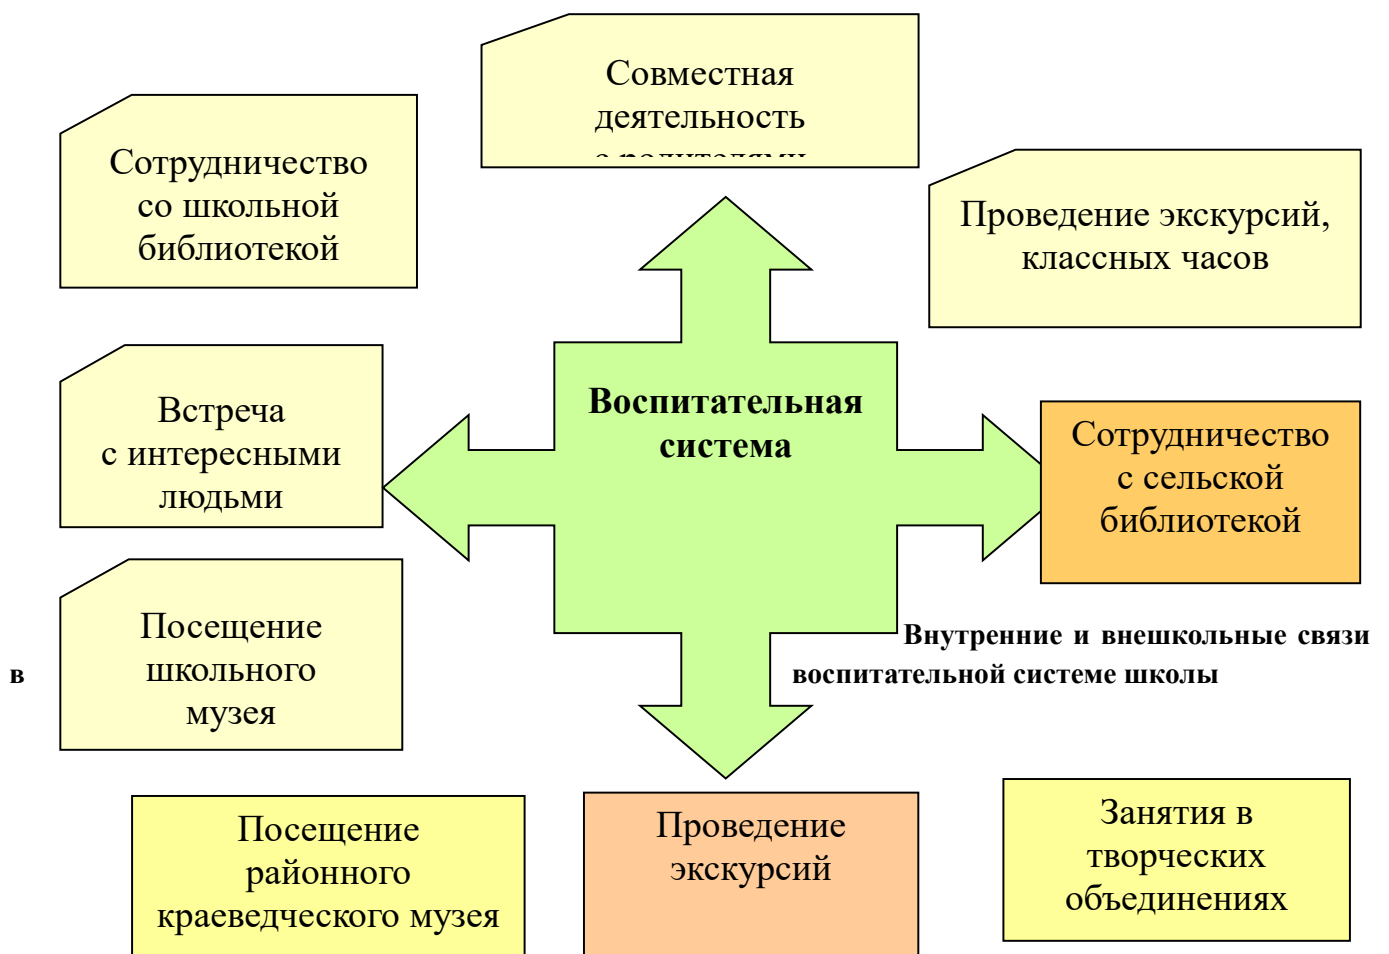 Совместная
деятельность
с родителями
Сотрудничество
со школьной
библиотекой
Проведение экскурсий,
классных часов
Встреча
с интересными
людьми
Воспитательная
система
Сотрудничество
с сельской
библиотекой
Посещение
школьного
музея
Внутренние и внешкольные связи
в воспитательной системе школы
Посещение
районного
краеведческого музея
Проведение
экскурсий
Занятия в
творческих
объединениях